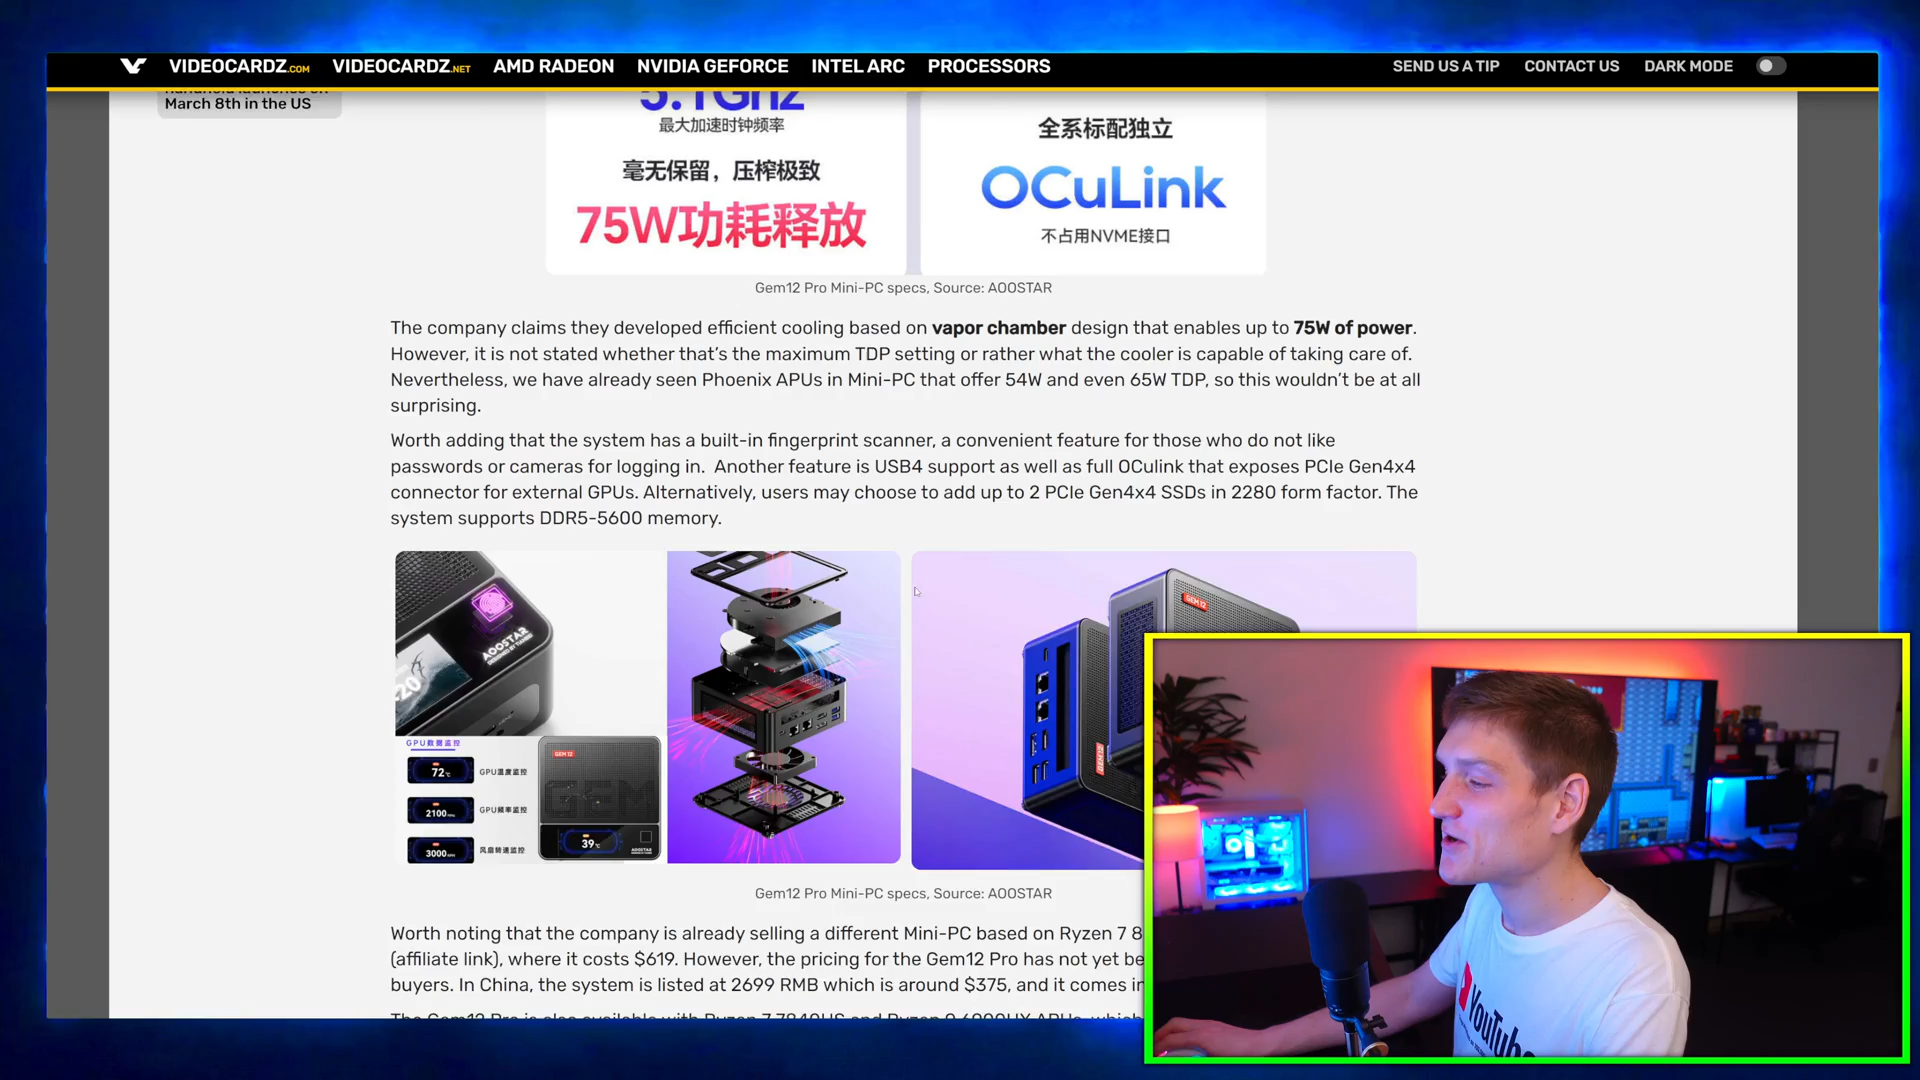 VIDEOCARDZ.COM VIDEOCARDZ.NET AMD RADEON NVIDIA GEFORCE INTEL ARC PROCESSORS SEND US A TIP CONTACT US DARK MODE
March 8th in the US
5.1GHz
最大加速时钟频率
毫无保留，压榨极致
75W功耗释放
全系标配独立
OCuLink
不占用NVME接口
Gem12 Pro Mini-PC specs, Source: AOOSTAR
The company claims they developed efficient cooling based on vapor chamber design that enables up to 75W of power.
However, it is not stated whether that's the maximum TDP setting or rather what the cooler is capable of taking care of.
Nevertheless, we have already seen Phoenix APUs in Mini-PC that offer 54W and even 65W TDP, so this wouldn't be at all
surprising.
Worth adding that the system has a built-in fingerprint scanner, a convenient feature for those who do not like
passwords or cameras for logging in. Another feature is USB4 support as well as full OCulink that exposes PCIe Gen4x4
connector for external GPUs. Alternatively, users may choose to add up to 2 PCIe Gen4x4 SSDs in 2280 form factor. The
system supports DDR5-5600 memory.
AOOSTAR
GPU数据监控
72℃ GPU温度监控
2100 GPU频率监控
3000 风扇转速监控
GEM 12
GEM
39℃
AOOSTAR
GEM 12
GEM 12
Gem12 Pro Mini-PC specs, Source: AOOSTAR
Worth noting that the company is already selling a different Mini-PC based on Ryzen 7 8
(affiliate link), where it costs $619. However, the pricing for the Gem12 Pro has not yet be
buyers. In China, the system is listed at 2699 RMB which is around $375, and it comes in
The Gem12 Pro is also available with Ryzen 7 7840HS and Ryzen 9 6900HX APUs, which
YouTube